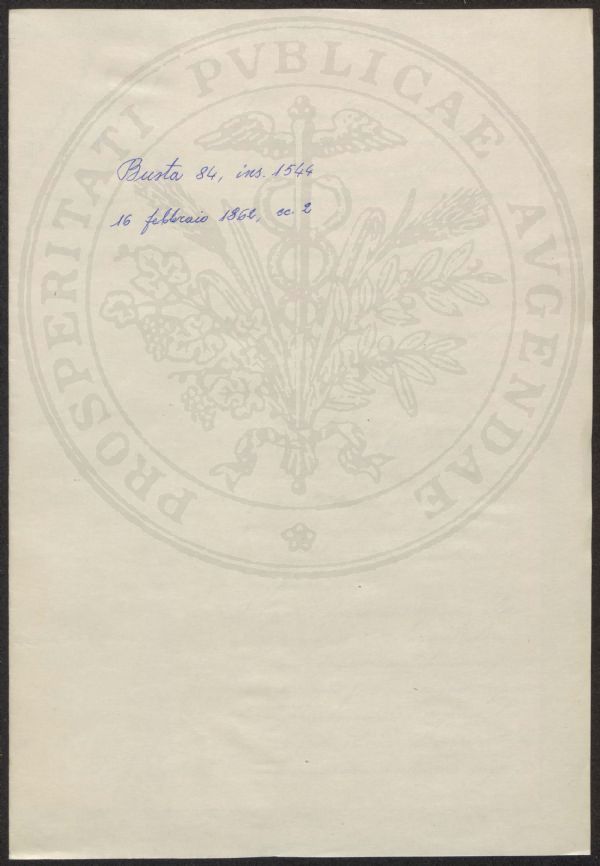 Busta 84, ins. 1544
16 febbraio 1862, cc. 2
PROSPERITATI PVBLICAE AVGENDAE